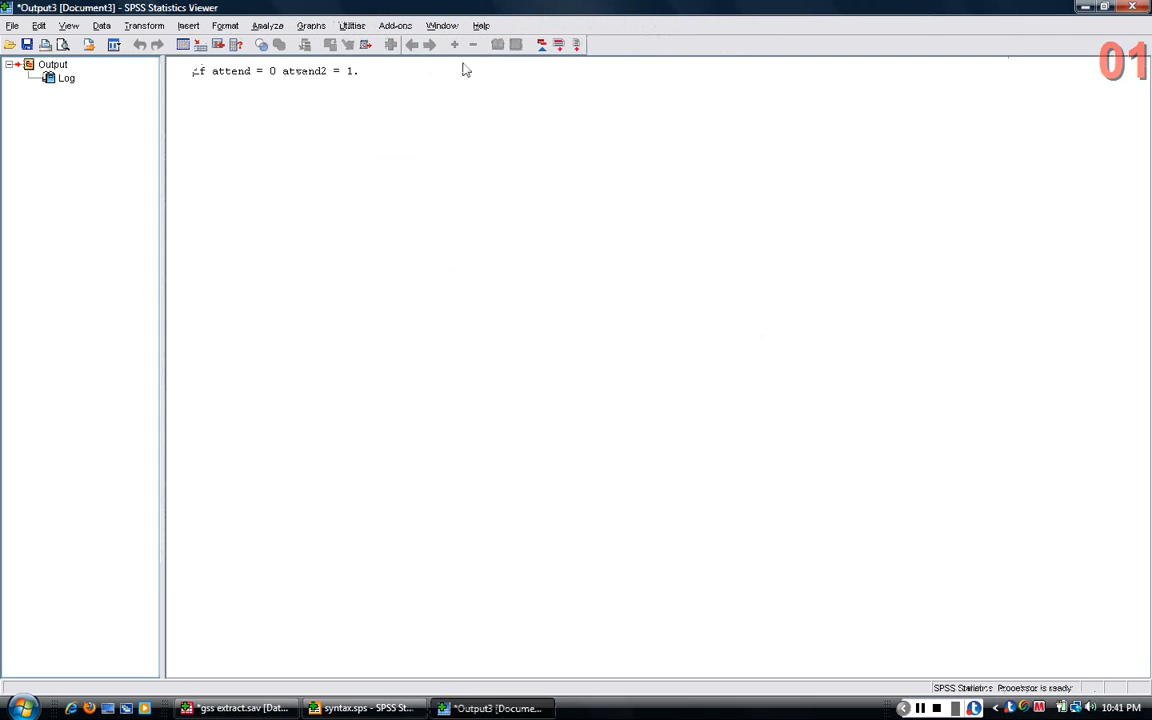 *Output3 [Document3] - SPSS Statistics Viewer
File Edit View Data Transform Insert Format Analyze Graphs Utilities Add-ons Window Help
01
Output
Log
if attend = 0 attend2 = 1.
SPSS Statistics Processor is ready
*gss extract.sav [Dat...
syntax.sps - SPSS St...
*Output3 [Docume...
10:41 PM